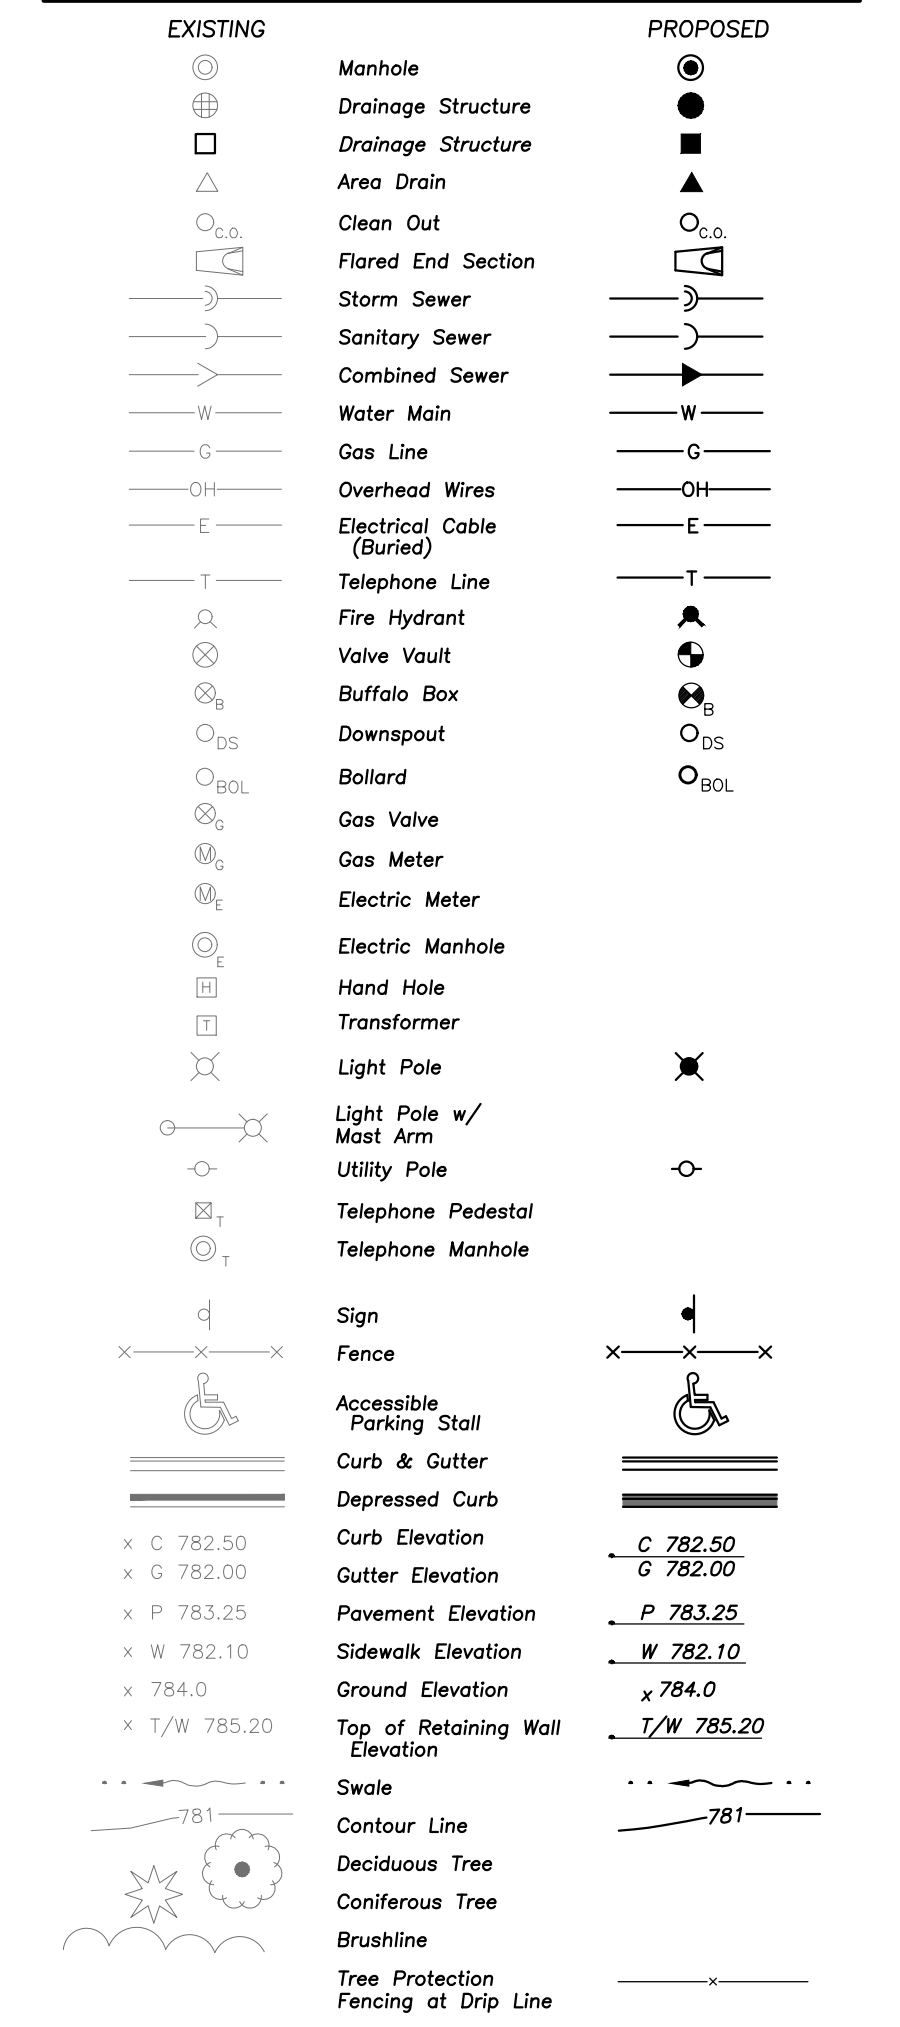 EXISTING PROPOSED
Manhole
Drainage Structure
Drainage Structure
Area Drain
C.O. Clean Out C.O.
Flared End Section
Storm Sewer
Sanitary Sewer
Combined Sewer
W Water Main W
G Gas Line G
OH Overhead Wires OH
E Electrical Cable E
(Buried)
T Telephone Line T
Fire Hydrant
Valve Vault
B Buffalo Box B
DS Downspout DS
BOL Bollard BOL
G Gas Valve
M G Gas Meter
M E Electric Meter
E Electric Manhole
H Hand Hole
T Transformer
Light Pole
Light Pole w/
Mast Arm
Utility Pole
T Telephone Pedestal
T Telephone Manhole
Sign
Fence
Accessible
Parking Stall
Curb & Gutter
Depressed Curb
x C 782.50 Curb Elevation C 782.50
x G 782.00 Gutter Elevation G 782.00
x P 783.25 Pavement Elevation P 783.25
x W 782.10 Sidewalk Elevation W 782.10
x 784.0 Ground Elevation x 784.0
x T/W 785.20 Top of Retaining Wall T/W 785.20
Elevation
Swale
781 Contour Line 781
Deciduous Tree
Coniferous Tree
Brushline
Tree Protection
Fencing at Drip Line